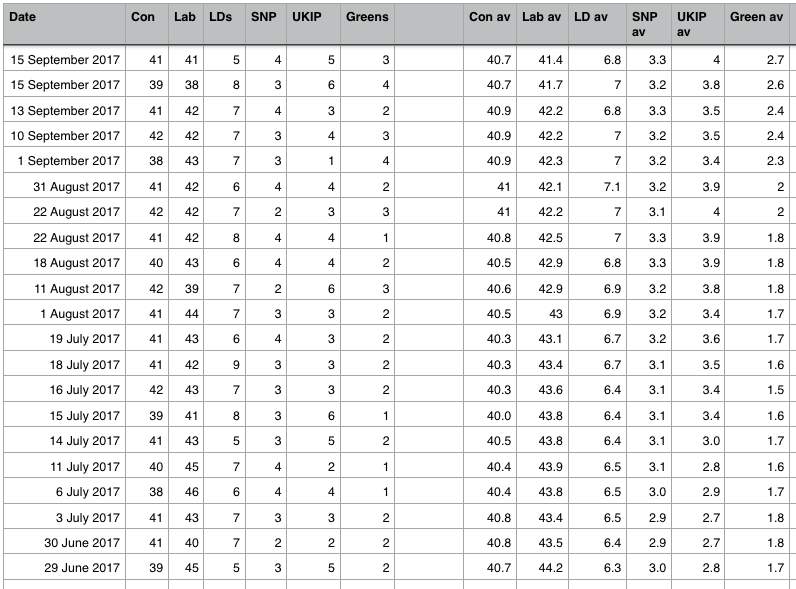 Date Con Lab LDs SNP UKIP Greens Con av Lab av LD av SNP av UKIP av Green av
15 September 2017 41 41 5 4 5 3 40.7 41.4 6.8 3.3 4 2.7
15 September 2017 39 38 8 3 6 4 40.7 41.7 7 3.2 3.8 2.6
13 September 2017 41 42 7 4 3 2 40.9 42.2 6.8 3.3 3.5 2.4
10 September 2017 42 42 7 3 4 3 40.9 42.2 7 3.2 3.5 2.4
1 September 2017 38 43 7 3 1 4 40.9 42.3 7 3.2 3.4 2.3
31 August 2017 41 42 6 4 4 2 41 42.1 7.1 3.2 3.9 2
22 August 2017 42 42 7 2 3 3 41 42.2 7 3.1 4 2
22 August 2017 41 42 8 4 4 1 40.8 42.5 7 3.3 3.9 1.8
18 August 2017 40 43 6 4 4 2 40.5 42.9 6.8 3.3 3.9 1.8
11 August 2017 42 39 7 2 6 3 40.6 42.9 6.9 3.2 3.8 1.8
1 August 2017 41 44 7 3 3 2 40.5 43 6.9 3.2 3.4 1.7
19 July 2017 41 43 6 4 3 2 40.3 43.1 6.7 3.2 3.6 1.7
18 July 2017 41 42 9 3 3 2 40.3 43.4 6.7 3.1 3.5 1.6
16 July 2017 42 43 7 3 3 2 40.3 43.6 6.4 3.1 3.4 1.5
15 July 2017 39 41 8 3 6 1 40.0 43.8 6.4 3.1 3.4 1.6
14 July 2017 41 43 5 3 5 2 40.5 43.8 6.4 3.1 3.0 1.7
11 July 2017 40 45 7 4 2 1 40.4 43.9 6.5 3.1 2.8 1.6
6 July 2017 38 46 6 4 4 1 40.4 43.8 6.5 3.0 2.9 1.7
3 July 2017 41 43 7 3 3 2 40.8 43.4 6.5 2.9 2.7 1.8
30 June 2017 41 40 7 2 2 2 40.8 43.5 6.4 2.9 2.7 1.8
29 June 2017 39 45 5 3 5 2 40.7 44.2 6.3 3.0 2.8 1.7